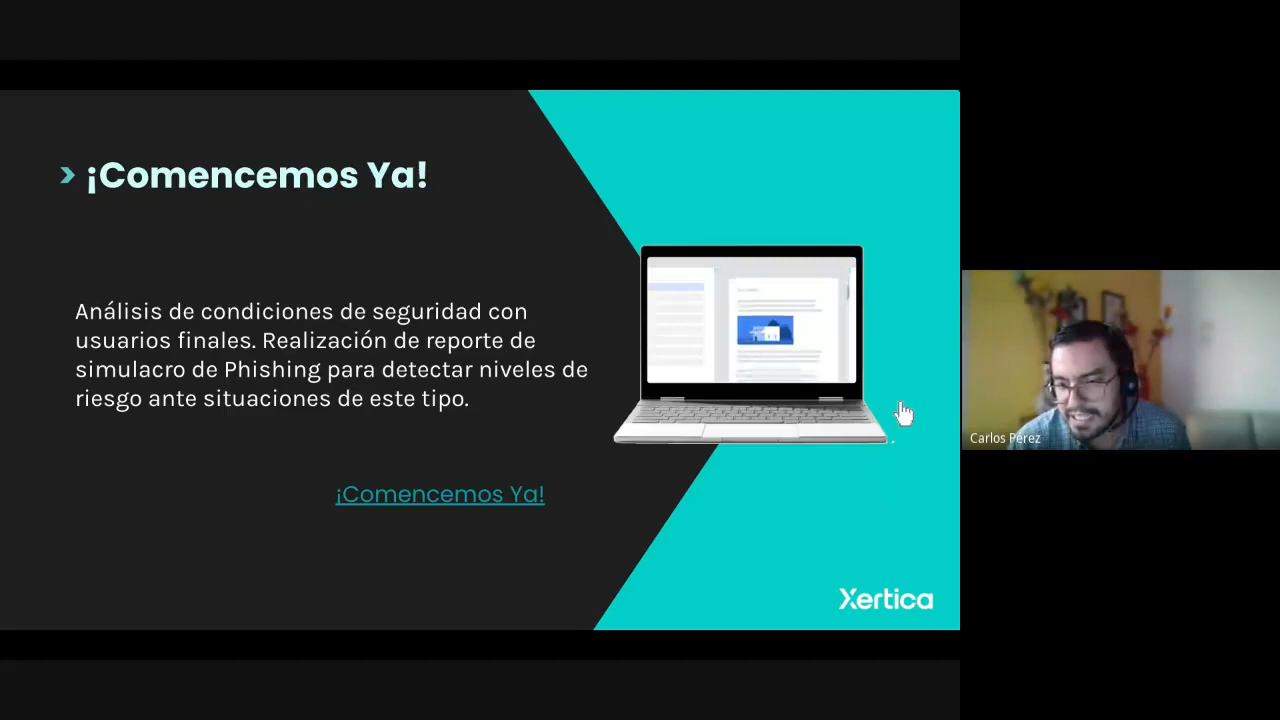 ¡Comencemos Ya!
Análisis de condiciones de seguridad con
usuarios finales. Realización de reporte de
simulacro de Phishing para detectar niveles de
riesgo ante situaciones de este tipo.
¡Comencemos Ya!
Xertica
Carlos Pérez